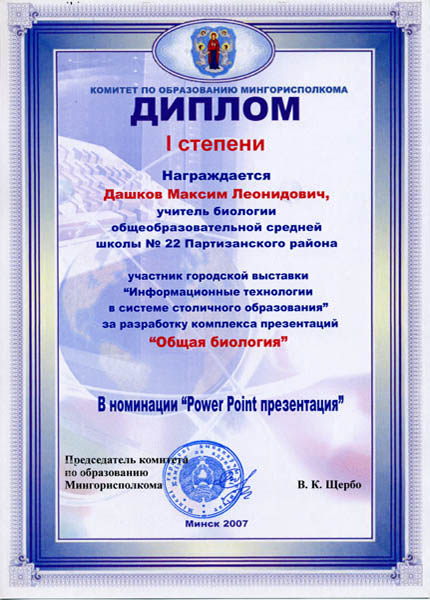 КОМИТЕТ ПО ОБРАЗОВАНИЮ МИНГОРИСПОЛКОМА
ДИПЛОМ
I степени
Награждается
Дашков Максим Леонидович,
учитель биологии
общеобразовательной средней
школы № 22 Партизанского района
участник городской выставки
“Информационные технологии
в системе столичного образования”
за разработку комплекса презентаций
“Общая биология”
В номинации “Power Point презентация”
Председатель комитета
по образованию
Мингорисполкома
В. К. Щербо
Минск 2007